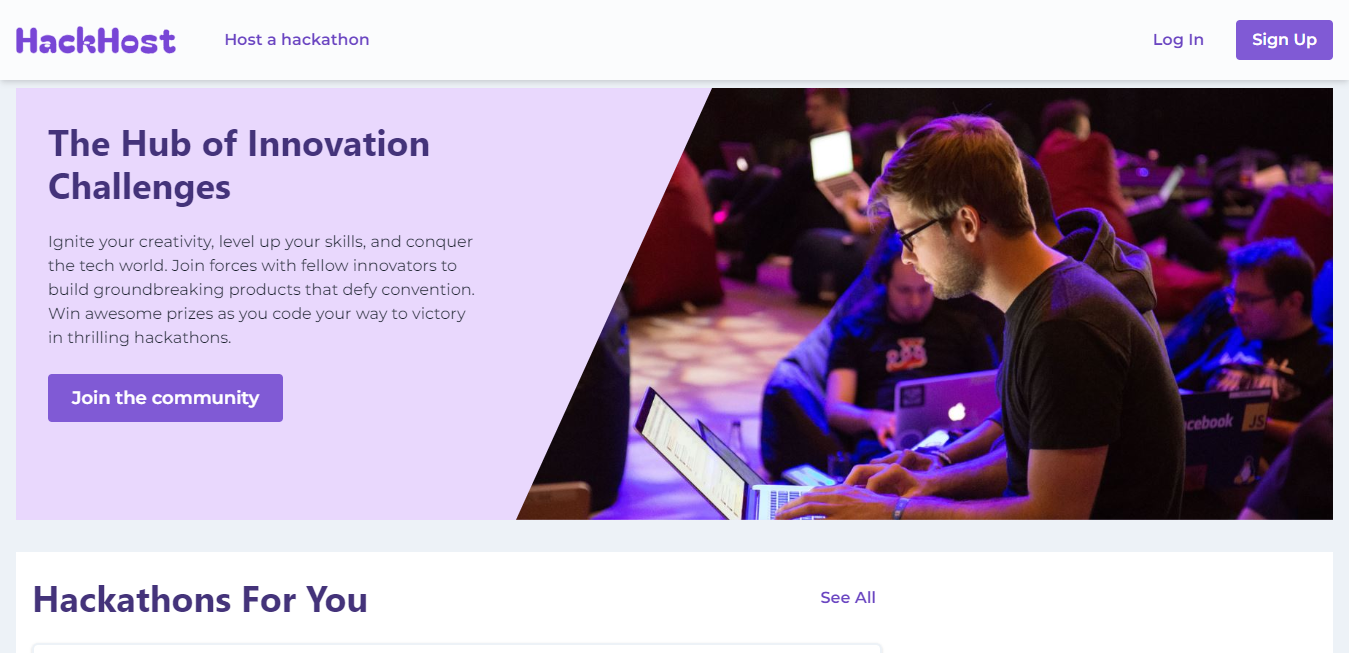 HackHost
Host a hackathon
Log In
Sign Up
The Hub of Innovation
Challenges
Ignite your creativity, level up your skills, and conquer
the tech world. Join forces with fellow innovators to
build groundbreaking products that defy convention.
Win awesome prizes as you code your way to victory
in thrilling hackathons.
Join the community
JS
Hackathons For You
See All